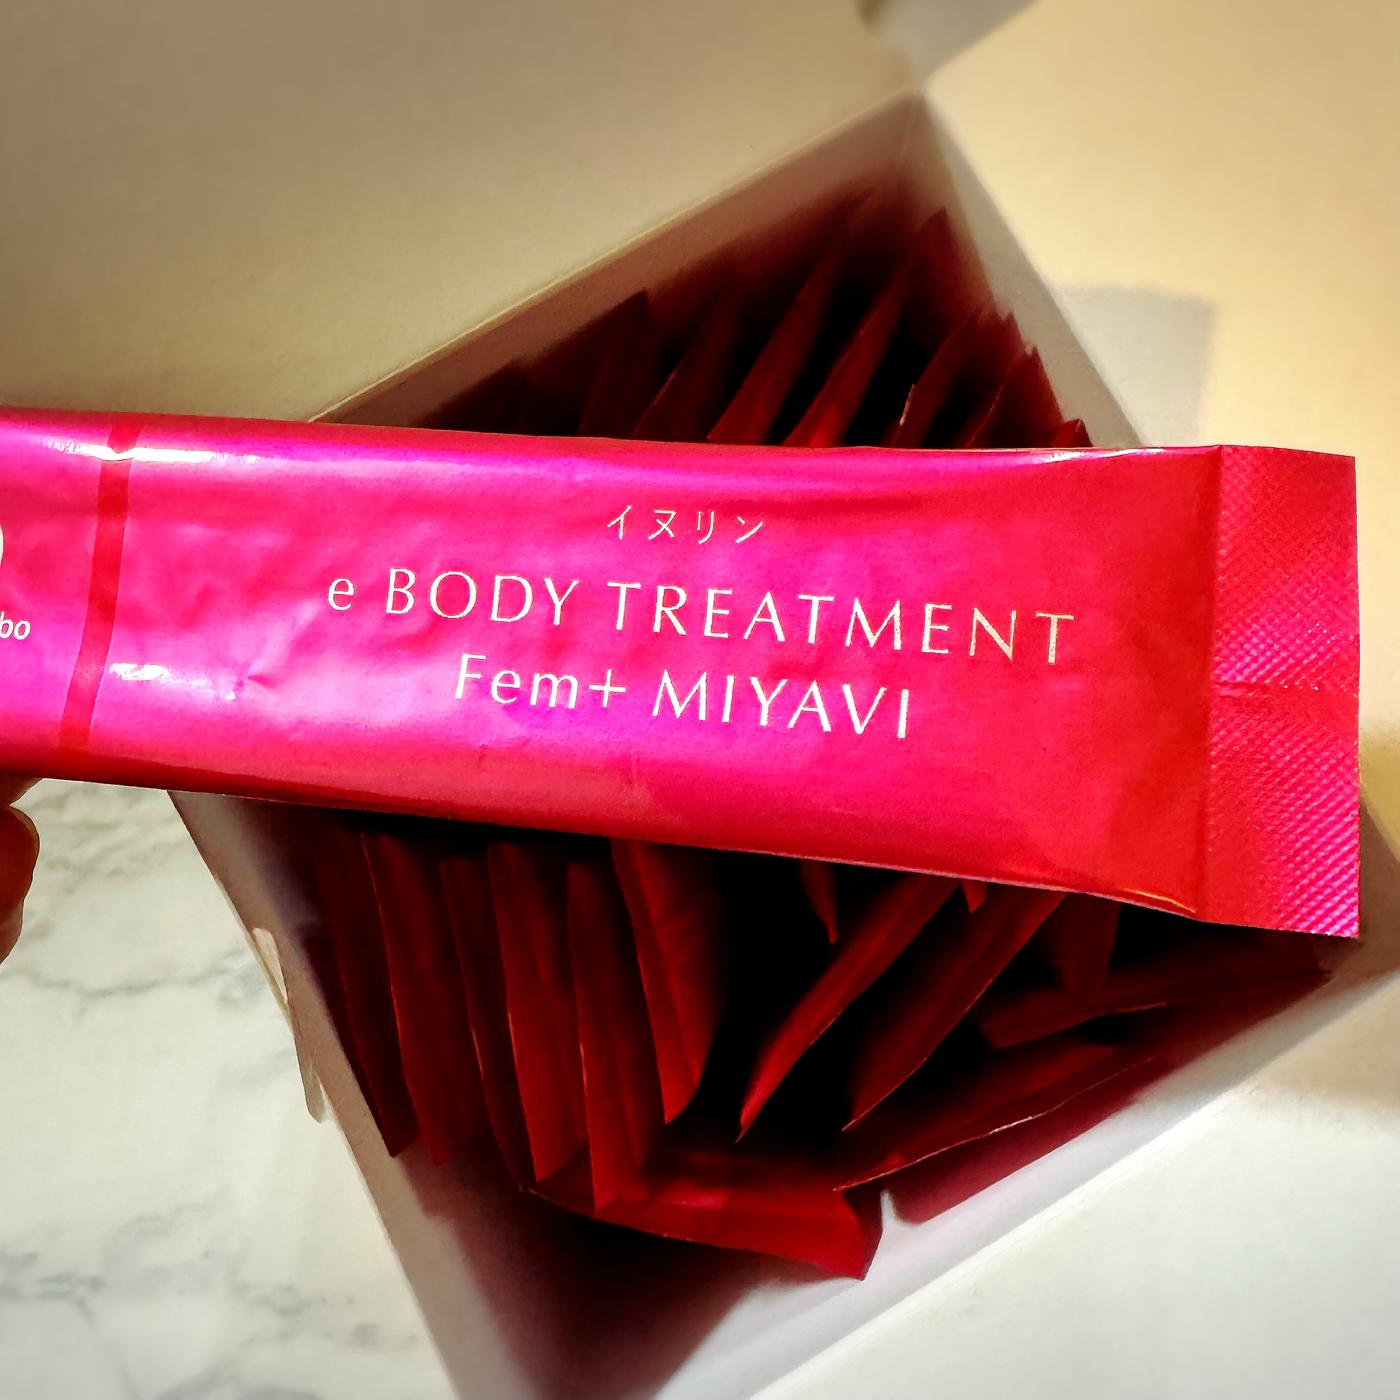 イヌリン
e BODY TREATMENT
Fem+ MIYAVI